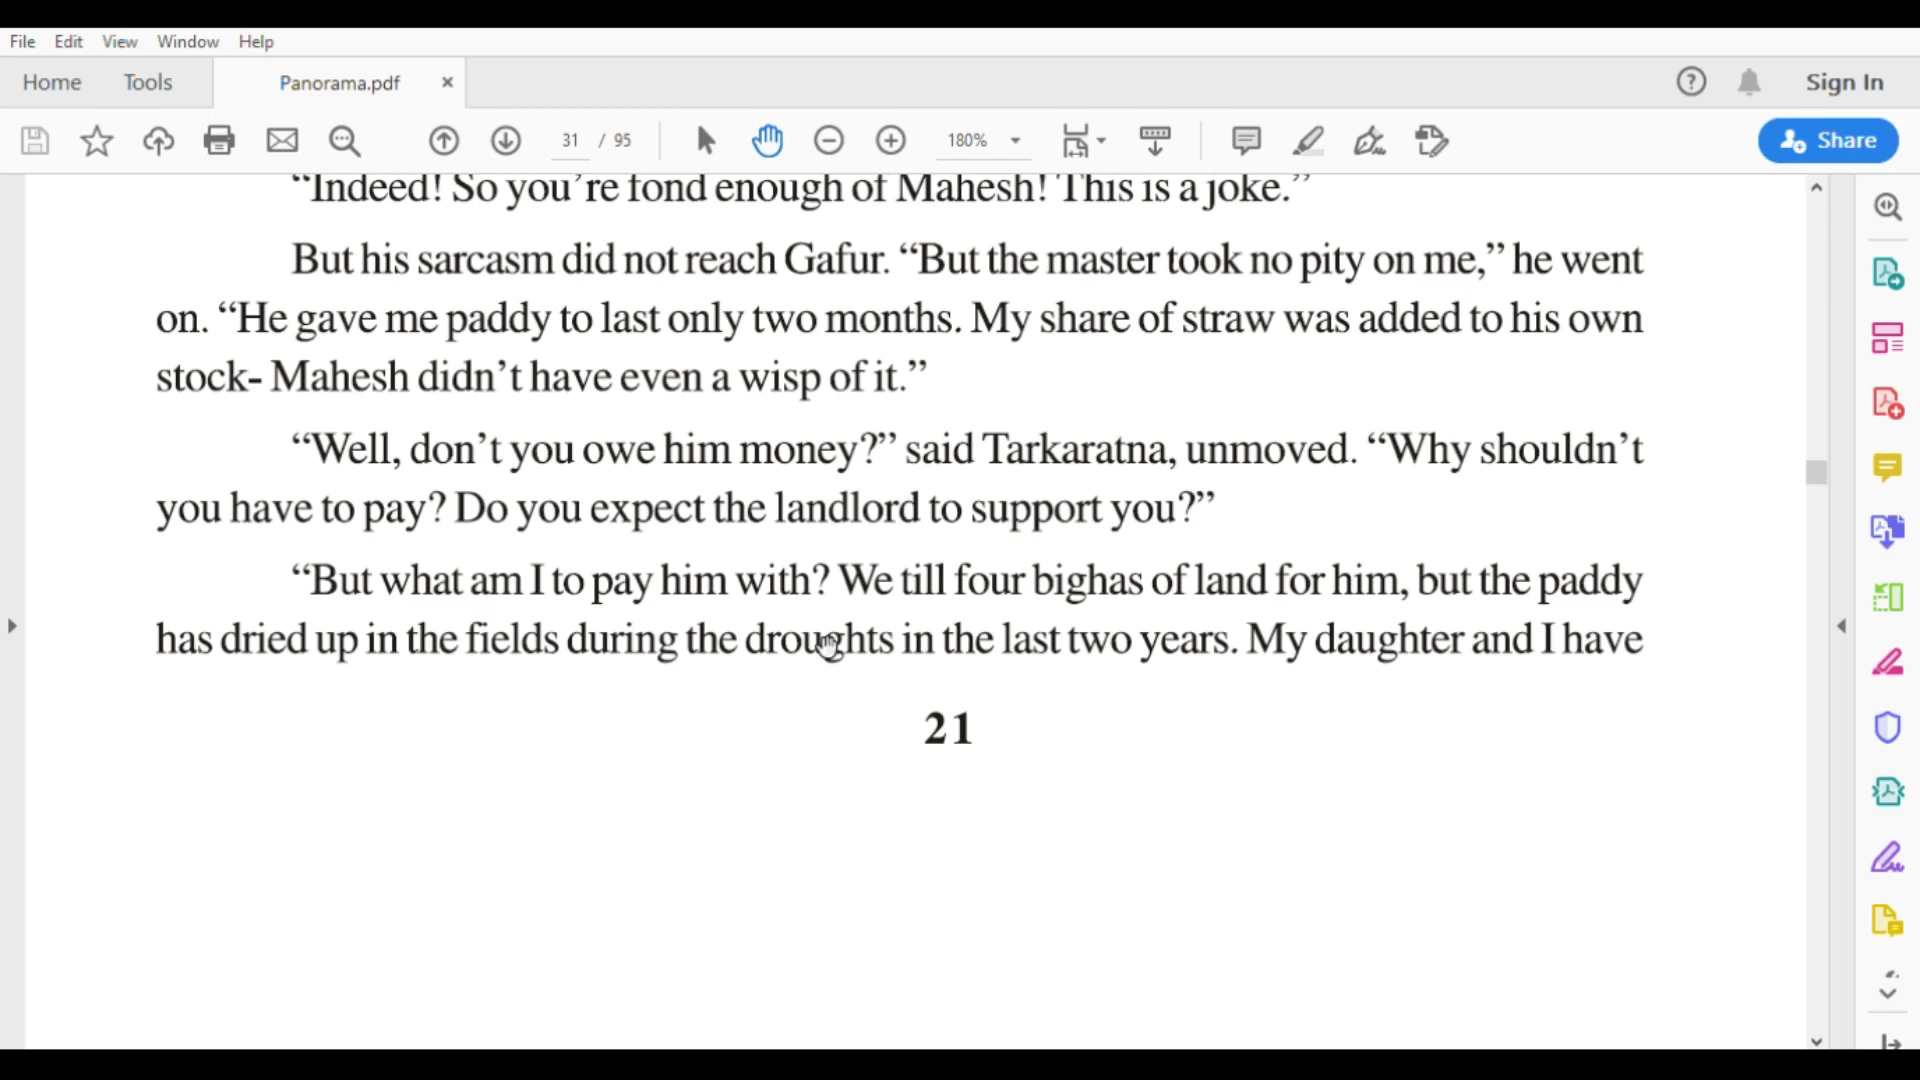 File Edit View Window Help
Home Tools Panorama.pdf × ? Sign In
31 / 95 180% Share
“Indeed! So you’re fond enough of Mahesh! This is a joke.”
But his sarcasm did not reach Gafur. “But the master took no pity on me,” he went
on. “He gave me paddy to last only two months. My share of straw was added to his own
stock- Mahesh didn’t have even a wisp of it.”
“Well, don’t you owe him money?” said Tarkaratna, unmoved. “Why shouldn’t
you have to pay? Do you expect the landlord to support you?”
“But what am I to pay him with? We till four bighas of land for him, but the paddy
has dried up in the fields during the droughts in the last two years. My daughter and I have
21